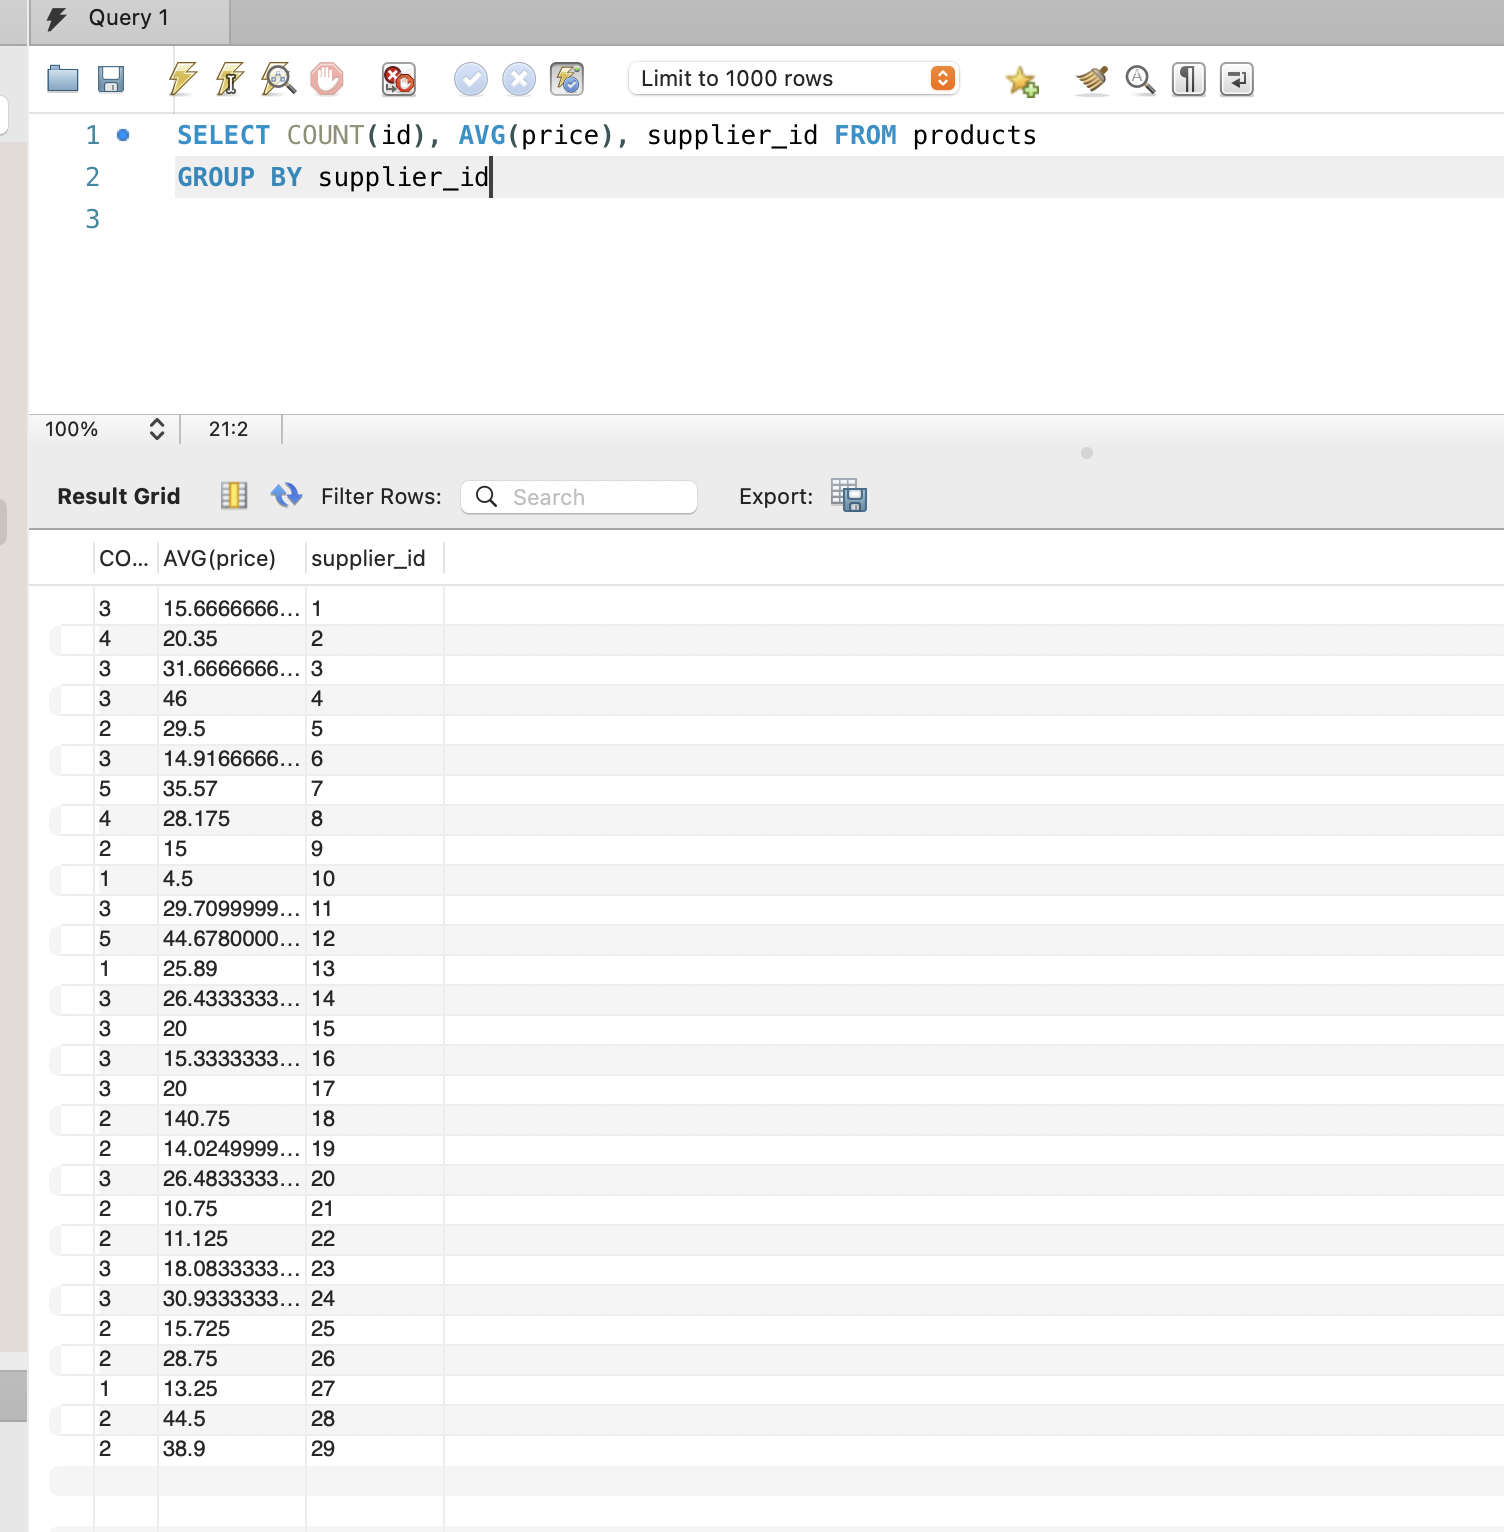 Query 1
Limit to 1000 rows
1 SELECT COUNT(id), AVG(price), supplier_id FROM products
2 GROUP BY supplier_id
3
100% 21:2
Result Grid Filter Rows: Search Export:
CO... AVG(price) supplier_id
3 15.6666666... 1
4 20.35 2
3 31.6666666... 3
3 46 4
2 29.5 5
3 14.9166666... 6
5 35.57 7
4 28.175 8
2 15 9
1 4.5 10
3 29.7099999... 11
5 44.6780000... 12
1 25.89 13
3 26.4333333... 14
3 20 15
3 15.3333333... 16
3 20 17
2 140.75 18
2 14.0249999... 19
3 26.4833333... 20
2 10.75 21
2 11.125 22
3 18.0833333... 23
3 30.9333333... 24
2 15.725 25
2 28.75 26
1 13.25 27
2 44.5 28
2 38.9 29